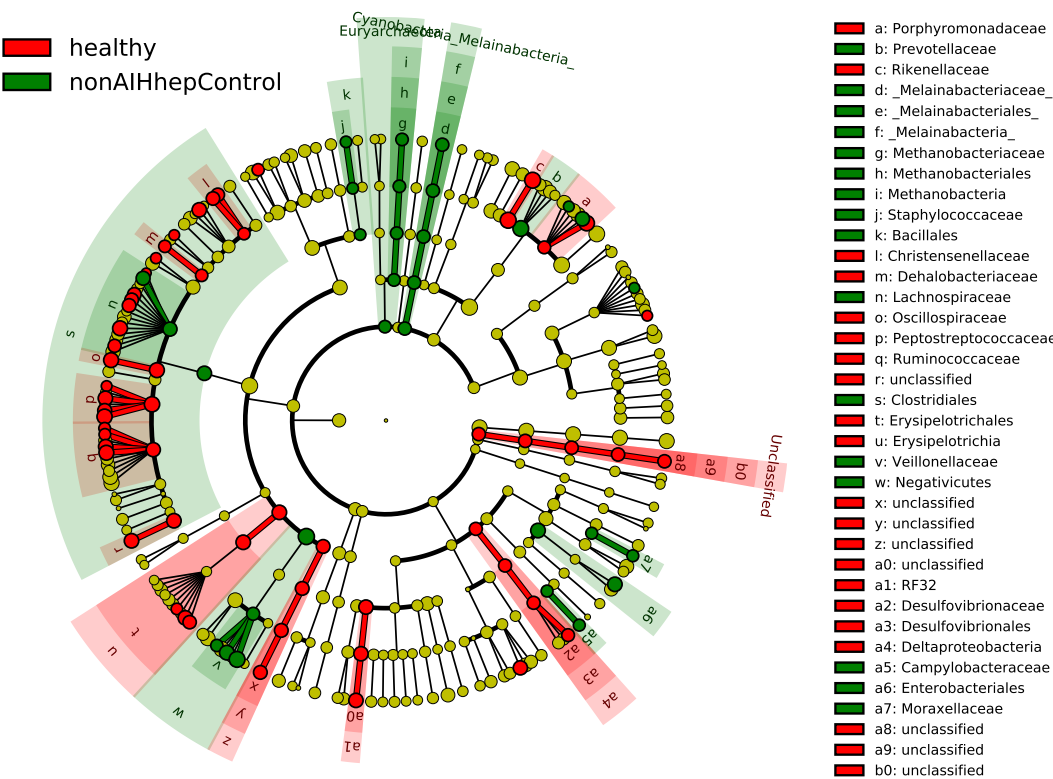 healthy
nonAIHhepControl
Cyanobacteria_Melainabacteria_
Euryarchaeota
k
j
i
h
g
f
e
d
c
b
a
l
m
n
s
o
p
q
r
t
u
v
w
x
y
z
a0
a1
a2
a3
a4
a5
a6
a7
a8
a9
b0
Unclassified
a: Porphyromonadaceae
b: Prevotellaceae
c: Rikenellaceae
d: _Melainabacteriaceae_
e: _Melainabacteriales_
f: _Melainabacteria_
g: Methanobacteriaceae
h: Methanobacteriales
i: Methanobacteria
j: Staphylococcaceae
k: Bacillales
l: Christensenellaceae
m: Dehalobacteriaceae
n: Lachnospiraceae
o: Oscillospiraceae
p: Peptostreptococcaceae
q: Ruminococcaceae
r: unclassified
s: Clostridiales
t: Erysipelotrichales
u: Erysipelotrichia
v: Veillonellaceae
w: Negativicutes
x: unclassified
y: unclassified
z: unclassified
a0: unclassified
a1: RF32
a2: Desulfovibrionaceae
a3: Desulfovibrionales
a4: Deltaproteobacteria
a5: Campylobacteraceae
a6: Enterobacteriales
a7: Moraxellaceae
a8: unclassified
a9: unclassified
b0: unclassified